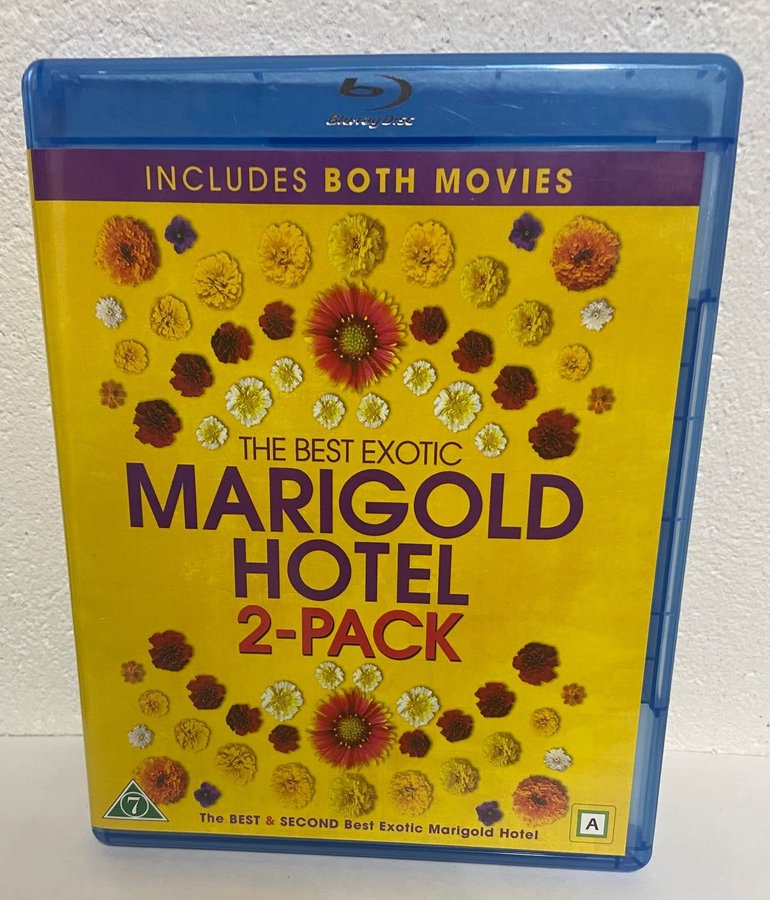 Blu-ray Disc
INCLUDES BOTH MOVIES
THE BEST EXOTIC
MARIGOLD
HOTEL
2-PACK
7
The BEST & SECOND Best Exotic Marigold Hotel
A